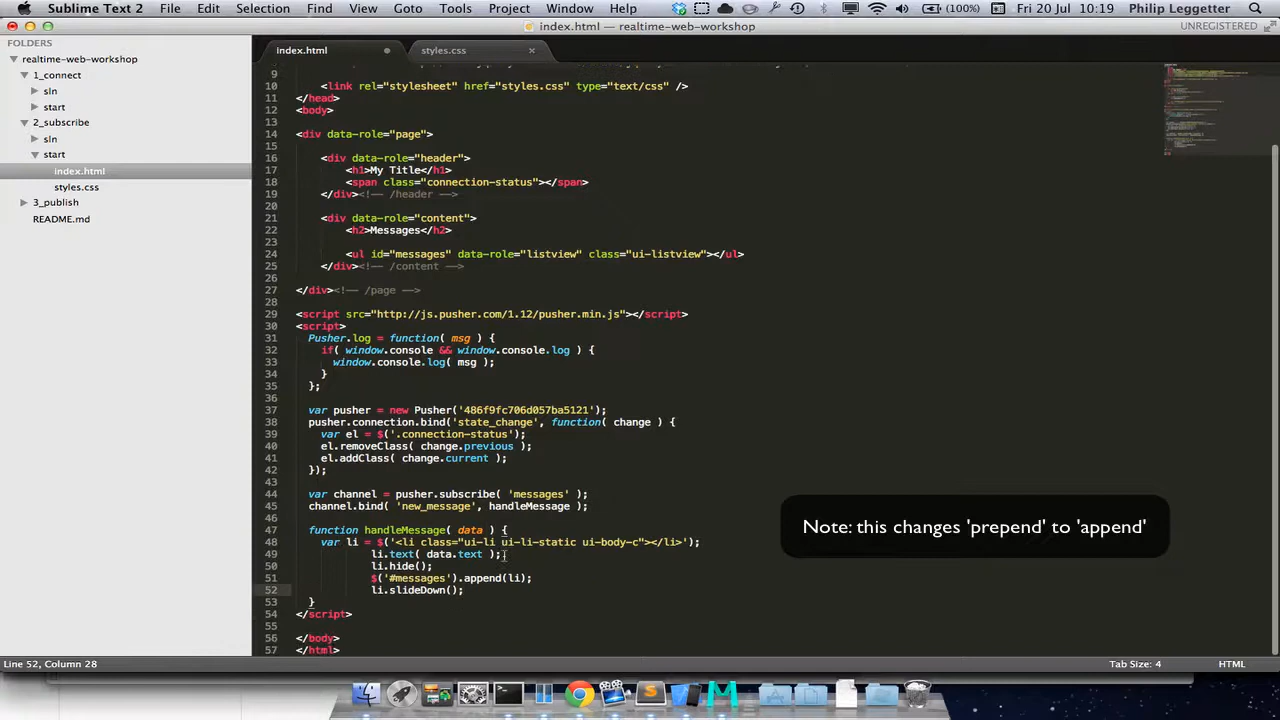 Sublime Text 2 File Edit Selection Find View Goto Tools Project Window Help (100%) Fri 20 Jul 10:19 Philip Leggetter
index.html — realtime-web-workshop
UNREGISTERED
FOLDERS
realtime-web-workshop
1_connect
sln
start
2_subscribe
sln
start
index.html
styles.css
3_publish
README.md
index.html styles.css
9
10 <link rel="stylesheet" href="styles.css" type="text/css" />
11 </head>
12 <body>
13
14 <div data-role="page">
15
16 <div data-role="header">
17 <h1>My Title</h1>
18 <span class="connection-status"></span>
19 </div><!-- /header -->
20
21 <div data-role="content">
22 <h2>Messages</h2>
23
24 <ul id="messages" data-role="listview" class="ui-listview"></ul>
25 </div><!-- /content -->
26
27 </div><!-- /page -->
28
29 <script src="http://js.pusher.com/1.12/pusher.min.js"></script>
30 <script>
31 Pusher.log = function( msg ) {
32 if( window.console && window.console.log ) {
33 window.console.log( msg );
34 }
35 };
36
37 var pusher = new Pusher('486f9fc706d057ba5121');
38 pusher.connection.bind('state_change', function( change ) {
39 var el = $('.connection-status');
40 el.removeClass( change.previous );
41 el.addClass( change.current );
42 });
43
44 var channel = pusher.subscribe( 'messages' );
45 channel.bind( 'new_message', handleMessage );
46
47 function handleMessage( data ) {
48 var li = $('<li class="ui-li ui-li-static ui-body-c"></li>');
49 li.text( data.text );
50 li.hide();
51 $('#messages').append(li);
52 li.slideDown();
53 }
54 </script>
55
56 </body>
57 </html>
Note: this changes 'prepend' to 'append'
Line 52, Column 28
Tab Size: 4
HTML